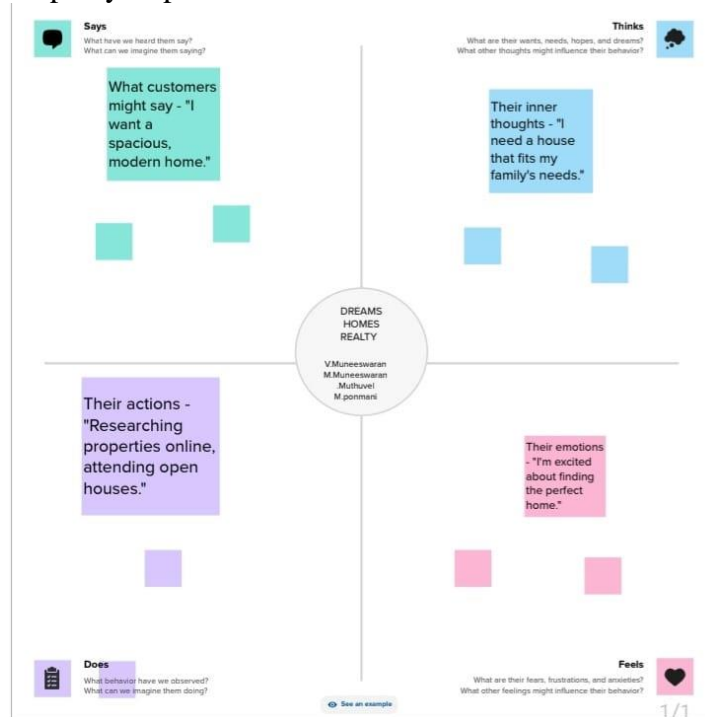 Says
What have we heard them say?
What can we imagine them saying?
Thinks
What are their wants, needs, hopes, and dreams?
What other thoughts might influence their behavior?
What customers
might say - "I
want a
spacious,
modern home."
Their inner
thoughts - "I
need a house
that fits my
family's needs."
DREAMS
HOMES
REALTY
V.Muneeswaran
M.Muneeswaran
.Muthuvel
M.ponmani
Their actions -
"Researching
properties online,
attending open
houses."
Their emotions
- "I'm excited
about finding
the perfect
home."
Does
What behavior have we observed?
What can we imagine them doing?
Feels
What are their fears, frustrations, and anxieties?
What other feelings might influence their behavior?
See an example
1/1